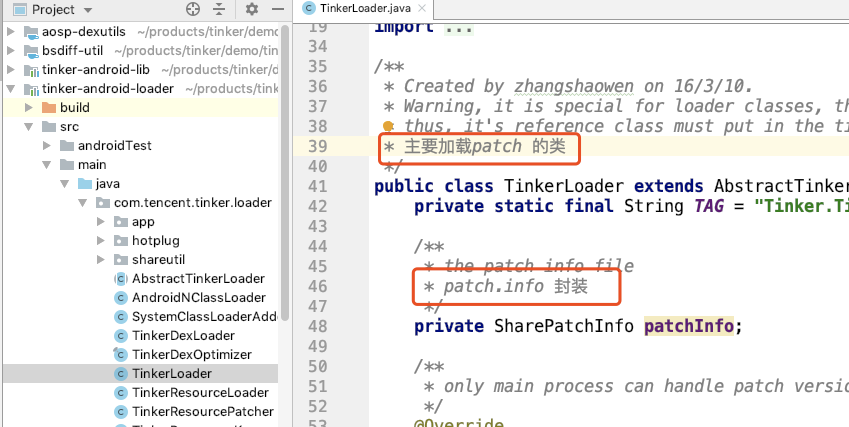 Project
aosp-dexutils ~/products/tinker/demo/tinke
bsdiff-util ~/products/tinker/demo/tin
tinker-android-lib ~/products/tinker/de
tinker-android-loader ~/products/tinker/
build
src
androidTest
main
java
com.tencent.tinker.loader
app
hotplug
shareutil
AbstractTinkerLoader
AndroidNClassLoader
SystemClassLoaderAdde
TinkerDexLoader
TinkerDexOptimizer
TinkerLoader
TinkerResourceLoader
TinkerResourcePatcher
TinkerLoader.java
19 import ...
34
35 /**
36 * Created by zhangshaowen on 16/3/10.
37 * Warning, it is special for loader classes, th
38 * thus, it's reference class must put in the ti
39 * 主要加载patch 的类
40 */
41 public class TinkerLoader extends AbstractTinker
42 private static final String TAG = "Tinker.Ti
43
44 /**
45 * the patch info file
46 * patch.info 封装
47 */
48 private SharePatchInfo patchInfo;
49
50 /**
51 * only main process can handle patch versio
52 */
53 @Override